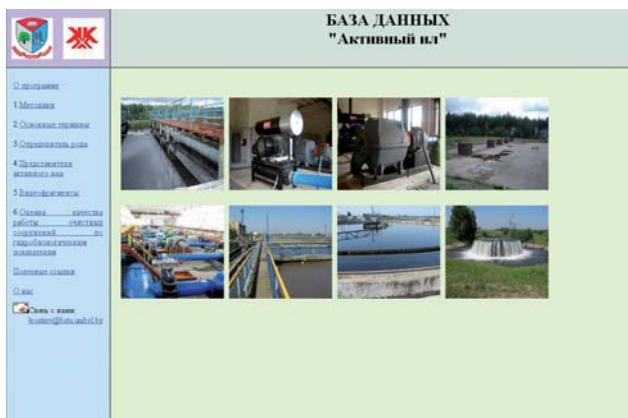 БАЗА ДАННЫХ
"Активный ил"
О программе
1.Методики
2.Основные термины
3.Определитель рода
4.Представители
активного ила
5.Видеофрагменты
6.Оценка качества
работы очистных
сооружений по
гидробиологическим
показателям
Полезные ссылки
О нас
Связь с нами: